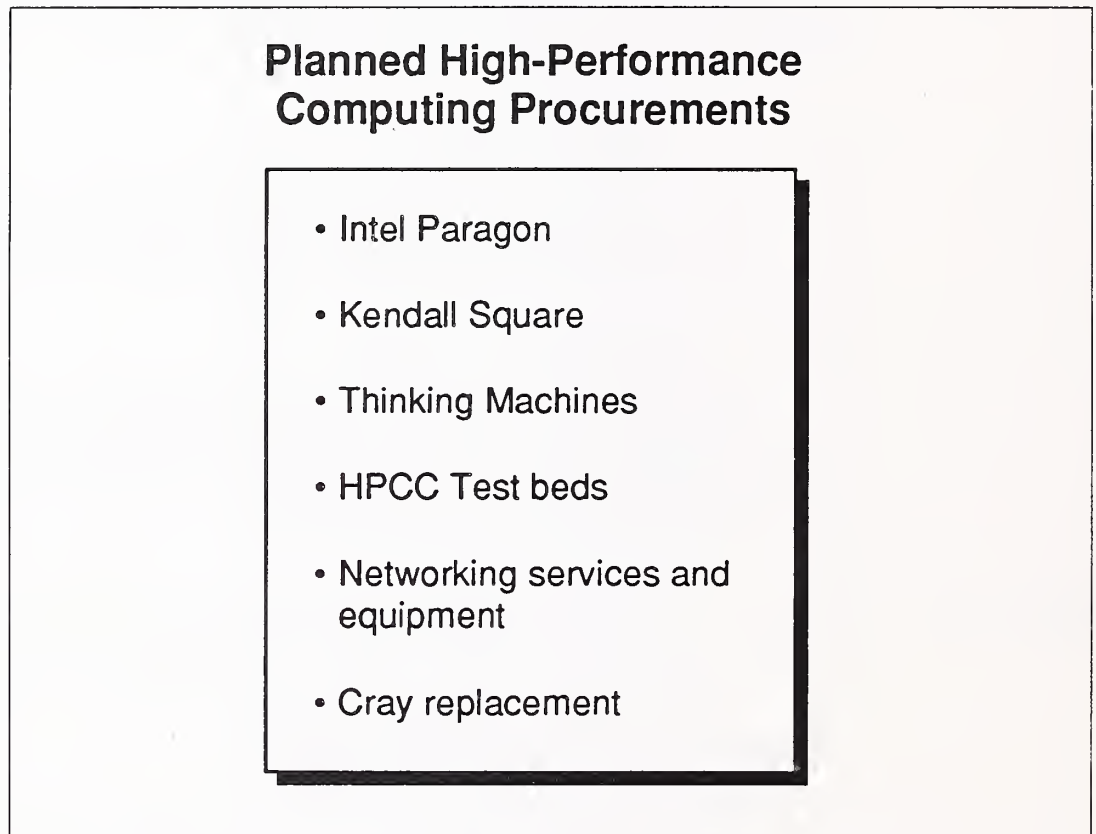 Planned High-Performance
Computing Procurements
• Intel Paragon
• Kendall Square
• Thinking Machines
• HPCC Test beds
• Networking services and
equipment
• Cray replacement